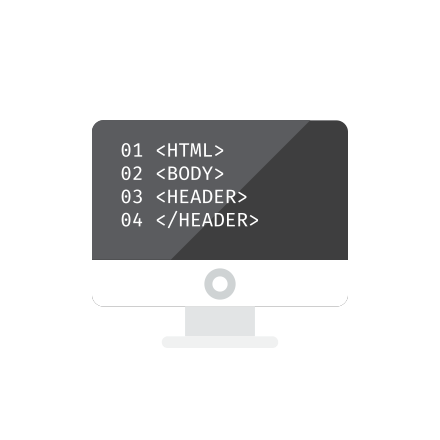 01 <HTML>
02 <BODY>
03 <HEADER>
04 </HEADER>